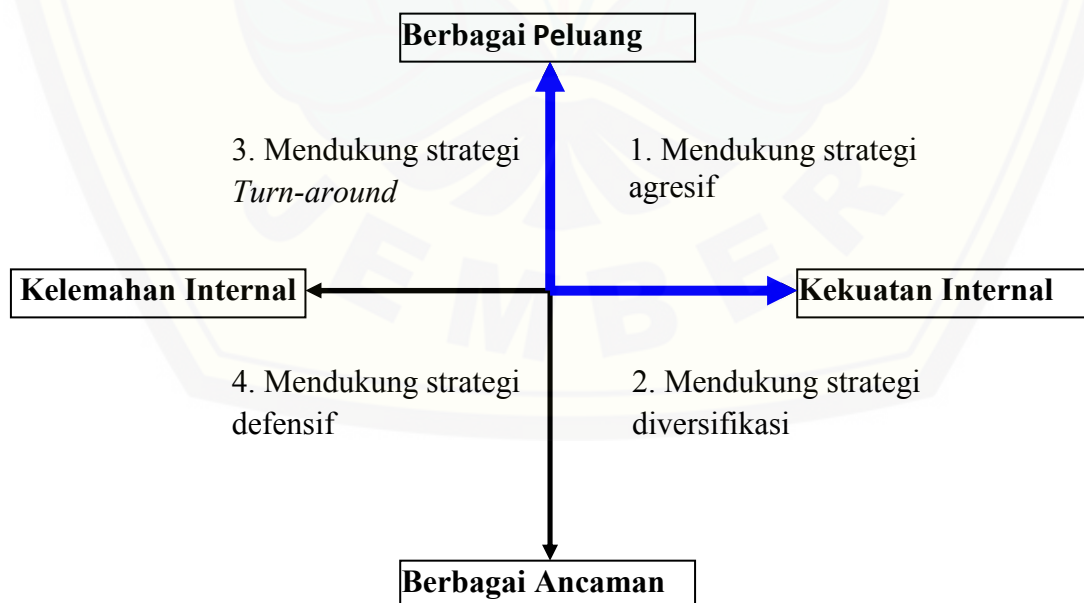 Berbagai Peluang
3. Mendukung strategi
Turn-around
1. Mendukung strategi
agresif
Kelemahan Internal
Kekuatan Internal
4. Mendukung strategi
defensif
2. Mendukung strategi
diversifikasi
Berbagai Ancaman
JEMBER